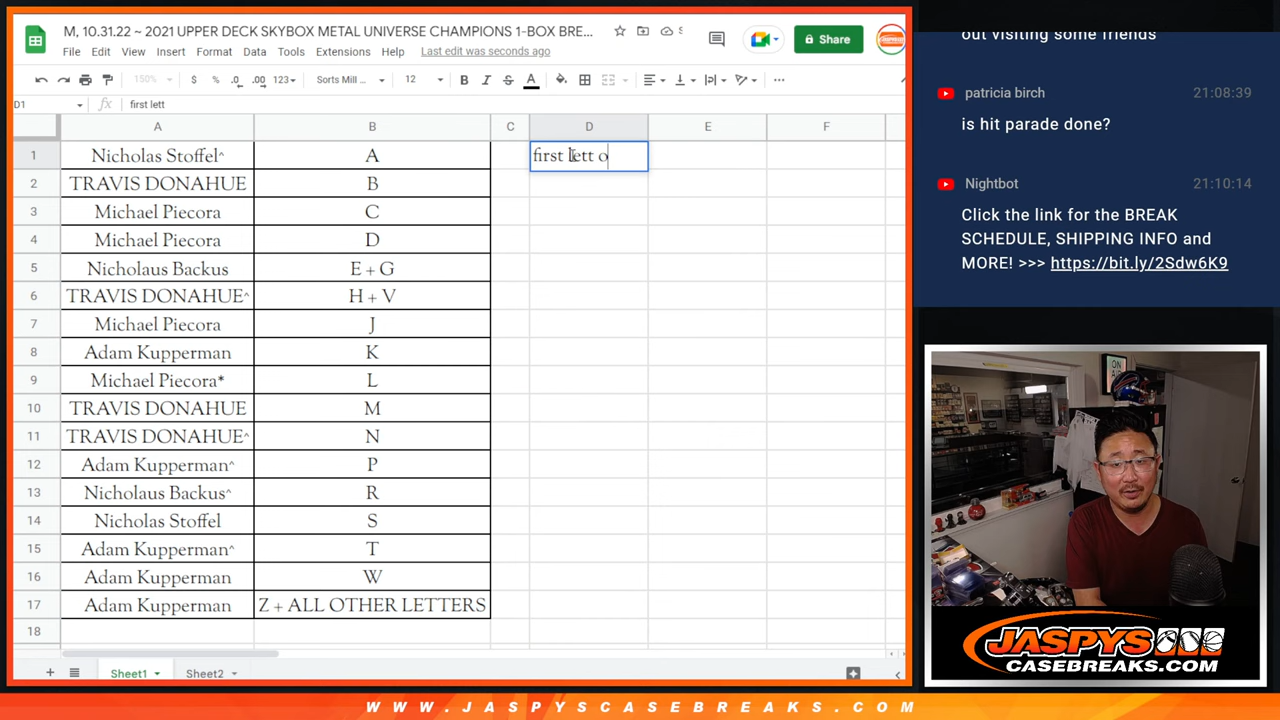 M, 10.31.22 ~ 2021 UPPER DECK SKYBOX METAL UNIVERSE CHAMPIONS 1-BOX BRE...
File Edit View Insert Format Data Tools Extensions Help Last edit was seconds ago
Share
150% $ % .0 .00 123 Sorts Mill ... 12 B I S A
D1 fx first lett
A B C D E F
1 Nicholas Stoffel^ A first lett o
2 TRAVIS DONAHUE B
3 Michael Piecora C
4 Michael Piecora D
5 Nicholaus Backus E + G
6 TRAVIS DONAHUE^ H + V
7 Michael Piecora J
8 Adam Kupperman K
9 Michael Piecora* L
10 TRAVIS DONAHUE M
11 TRAVIS DONAHUE^ N
12 Adam Kupperman^ P
13 Nicholaus Backus^ R
14 Nicholas Stoffel S
15 Adam Kupperman^ T
16 Adam Kupperman W
17 Adam Kupperman Z + ALL OTHER LETTERS
18
Sheet1 Sheet2
out visiting some friends
patricia birch 21:08:39
is hit parade done?
Nightbot 21:10:14
Click the link for the BREAK
SCHEDULE, SHIPPING INFO and
MORE! >>> https://bit.ly/2Sdw6K9
ON
AIR
JASPYS
CASEBREAKS.COM
WWW.JASPYSCASEBREAKS.COM